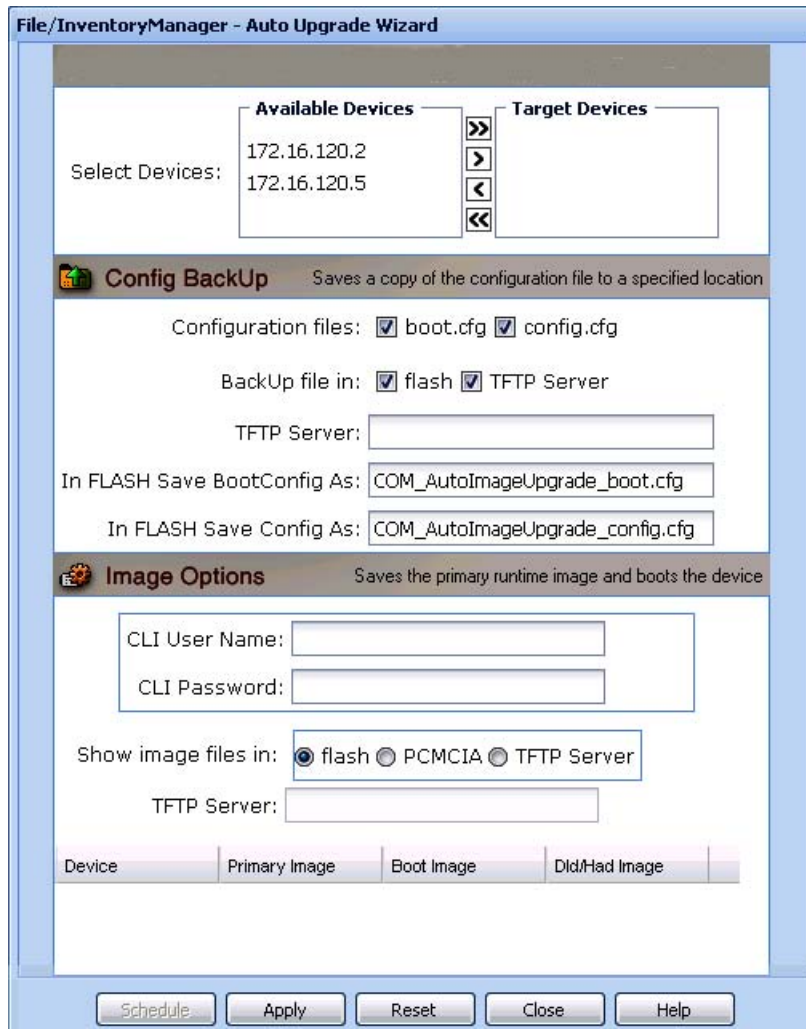 File/InventoryManager - Auto Upgrade Wizard
Available Devices
Target Devices
Select Devices:
172.16.120.2
172.16.120.5
Config BackUp Saves a copy of the configuration file to a specified location
Configuration files: boot.cfg config.cfg
BackUp file in: flash TFTP Server
TFTP Server:
In FLASH Save BootConfig As: COM_AutoImageUpgrade_boot.cfg
In FLASH Save Config As: COM_AutoImageUpgrade_config.cfg
Image Options Saves the primary runtime image and boots the device
CLI User Name:
CLI Password:
Show image files in: flash PCMCIA TFTP Server
TFTP Server:
Device Primary Image Boot Image Dld/Had Image
Schedule Apply Reset Close Help